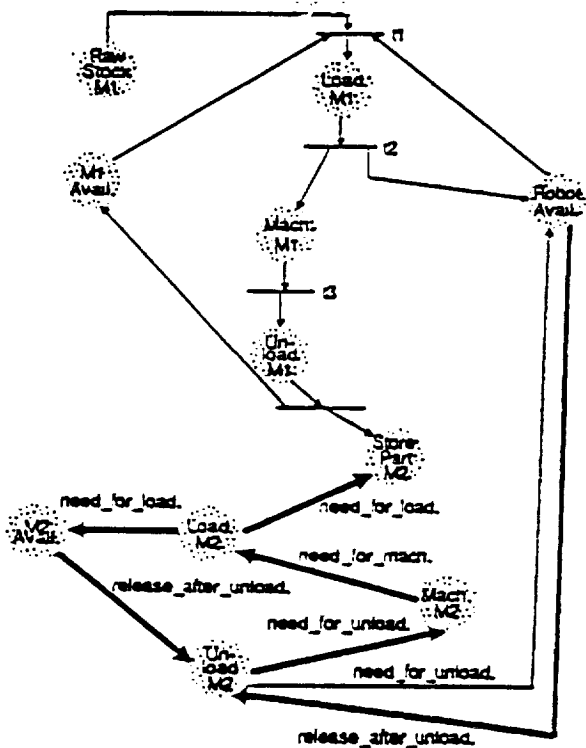 t1
Raw
Stock
M1
Load
M1
t2
M1
Avail.
Robot
Avail.
Mach.
M1
t3
Un-
load
M1
Store
Part
M2
need_for_load.
need_for_load.
M2
Avail.
Load
M2
need_for_mach.
release_after_unload.
Mach.
M2
need_for_unload.
Un-
load
M2
need_for_unload.
release_after_unload.